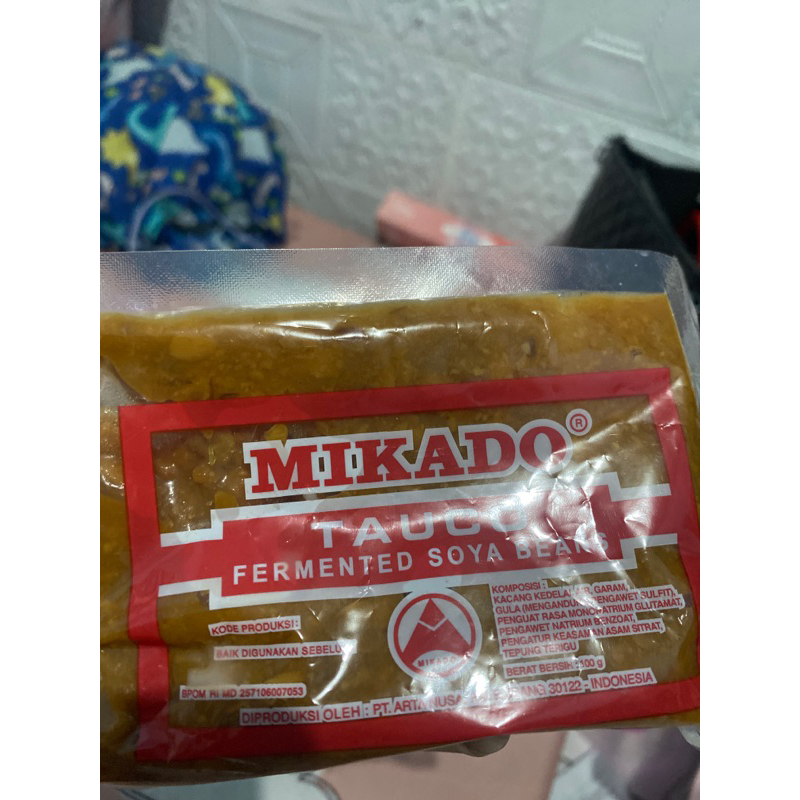 MIKADO®
TAUCO
FERMENTED SOYA BEANS
KOMPOSISI :
KACANG KEDELAI, AIR, GARAM,
GULA (MENGANDUNG PENGAWET SULFIT),
PENGUAT RASA MONONATRIUM GLUTAMAT,
PENGAWET NATRIUM BENZOAT,
PENGATUR KEASAMAN ASAM SITRAT,
TEPUNG TERIGU
BERAT BERSIH :
KODE PRODUKSI :
BAIK DIGUNAKAN SEBELUM
MIKADO
BPOM RI MD 257106007053
DIPRODUKSI OLEH : PT. 30122 - INDONESIA